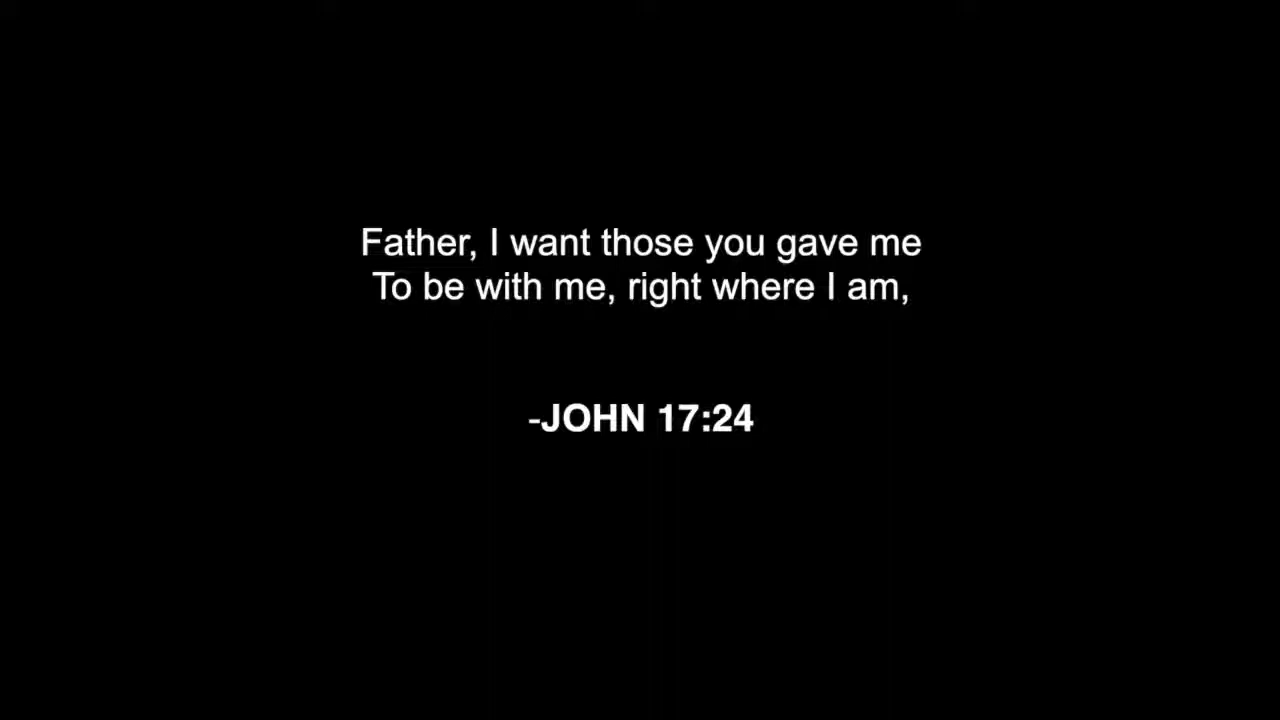 Father, I want those you gave me
To be with me, right where I am,
-JOHN 17:24